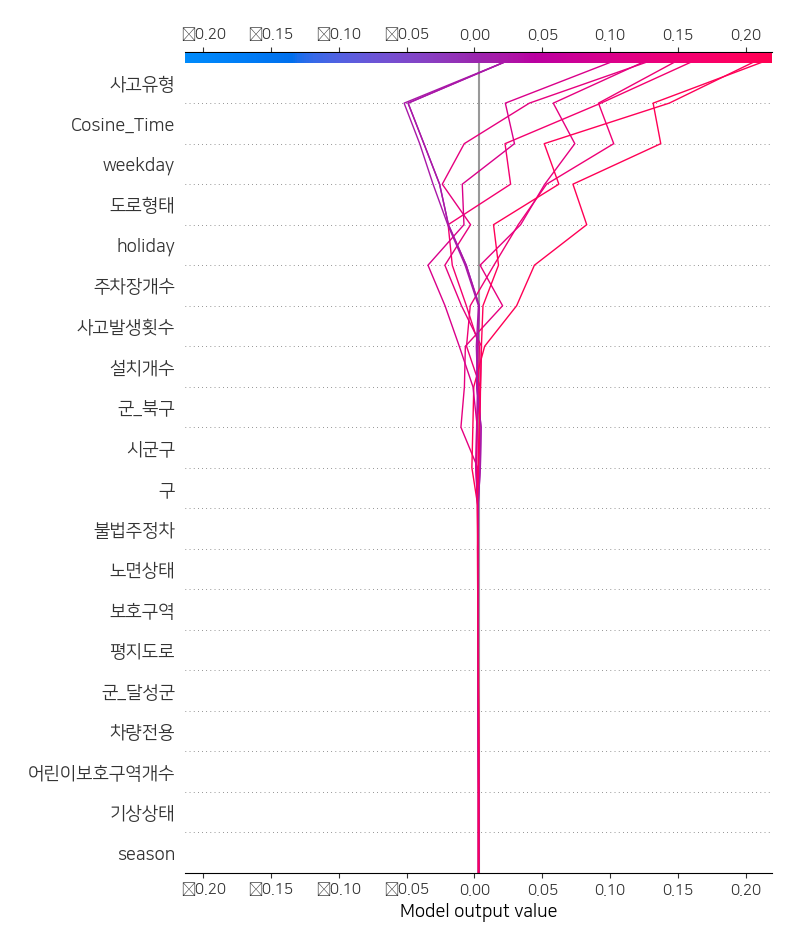 ☒0.20 ☒0.15 ☒0.10 ☒0.05 0.00 0.05 0.10 0.15 0.20
사고유형
Cosine_Time
weekday
도로형태
holiday
주차장개수
사고발생횟수
설치개수
군_북구
시군구
구
불법주정차
노면상태
보호구역
평지도로
군_달성군
차량전용
어린이보호구역개수
기상상태
season
☒0.20 ☒0.15 ☒0.10 ☒0.05 0.00 0.05 0.10 0.15 0.20
Model output value